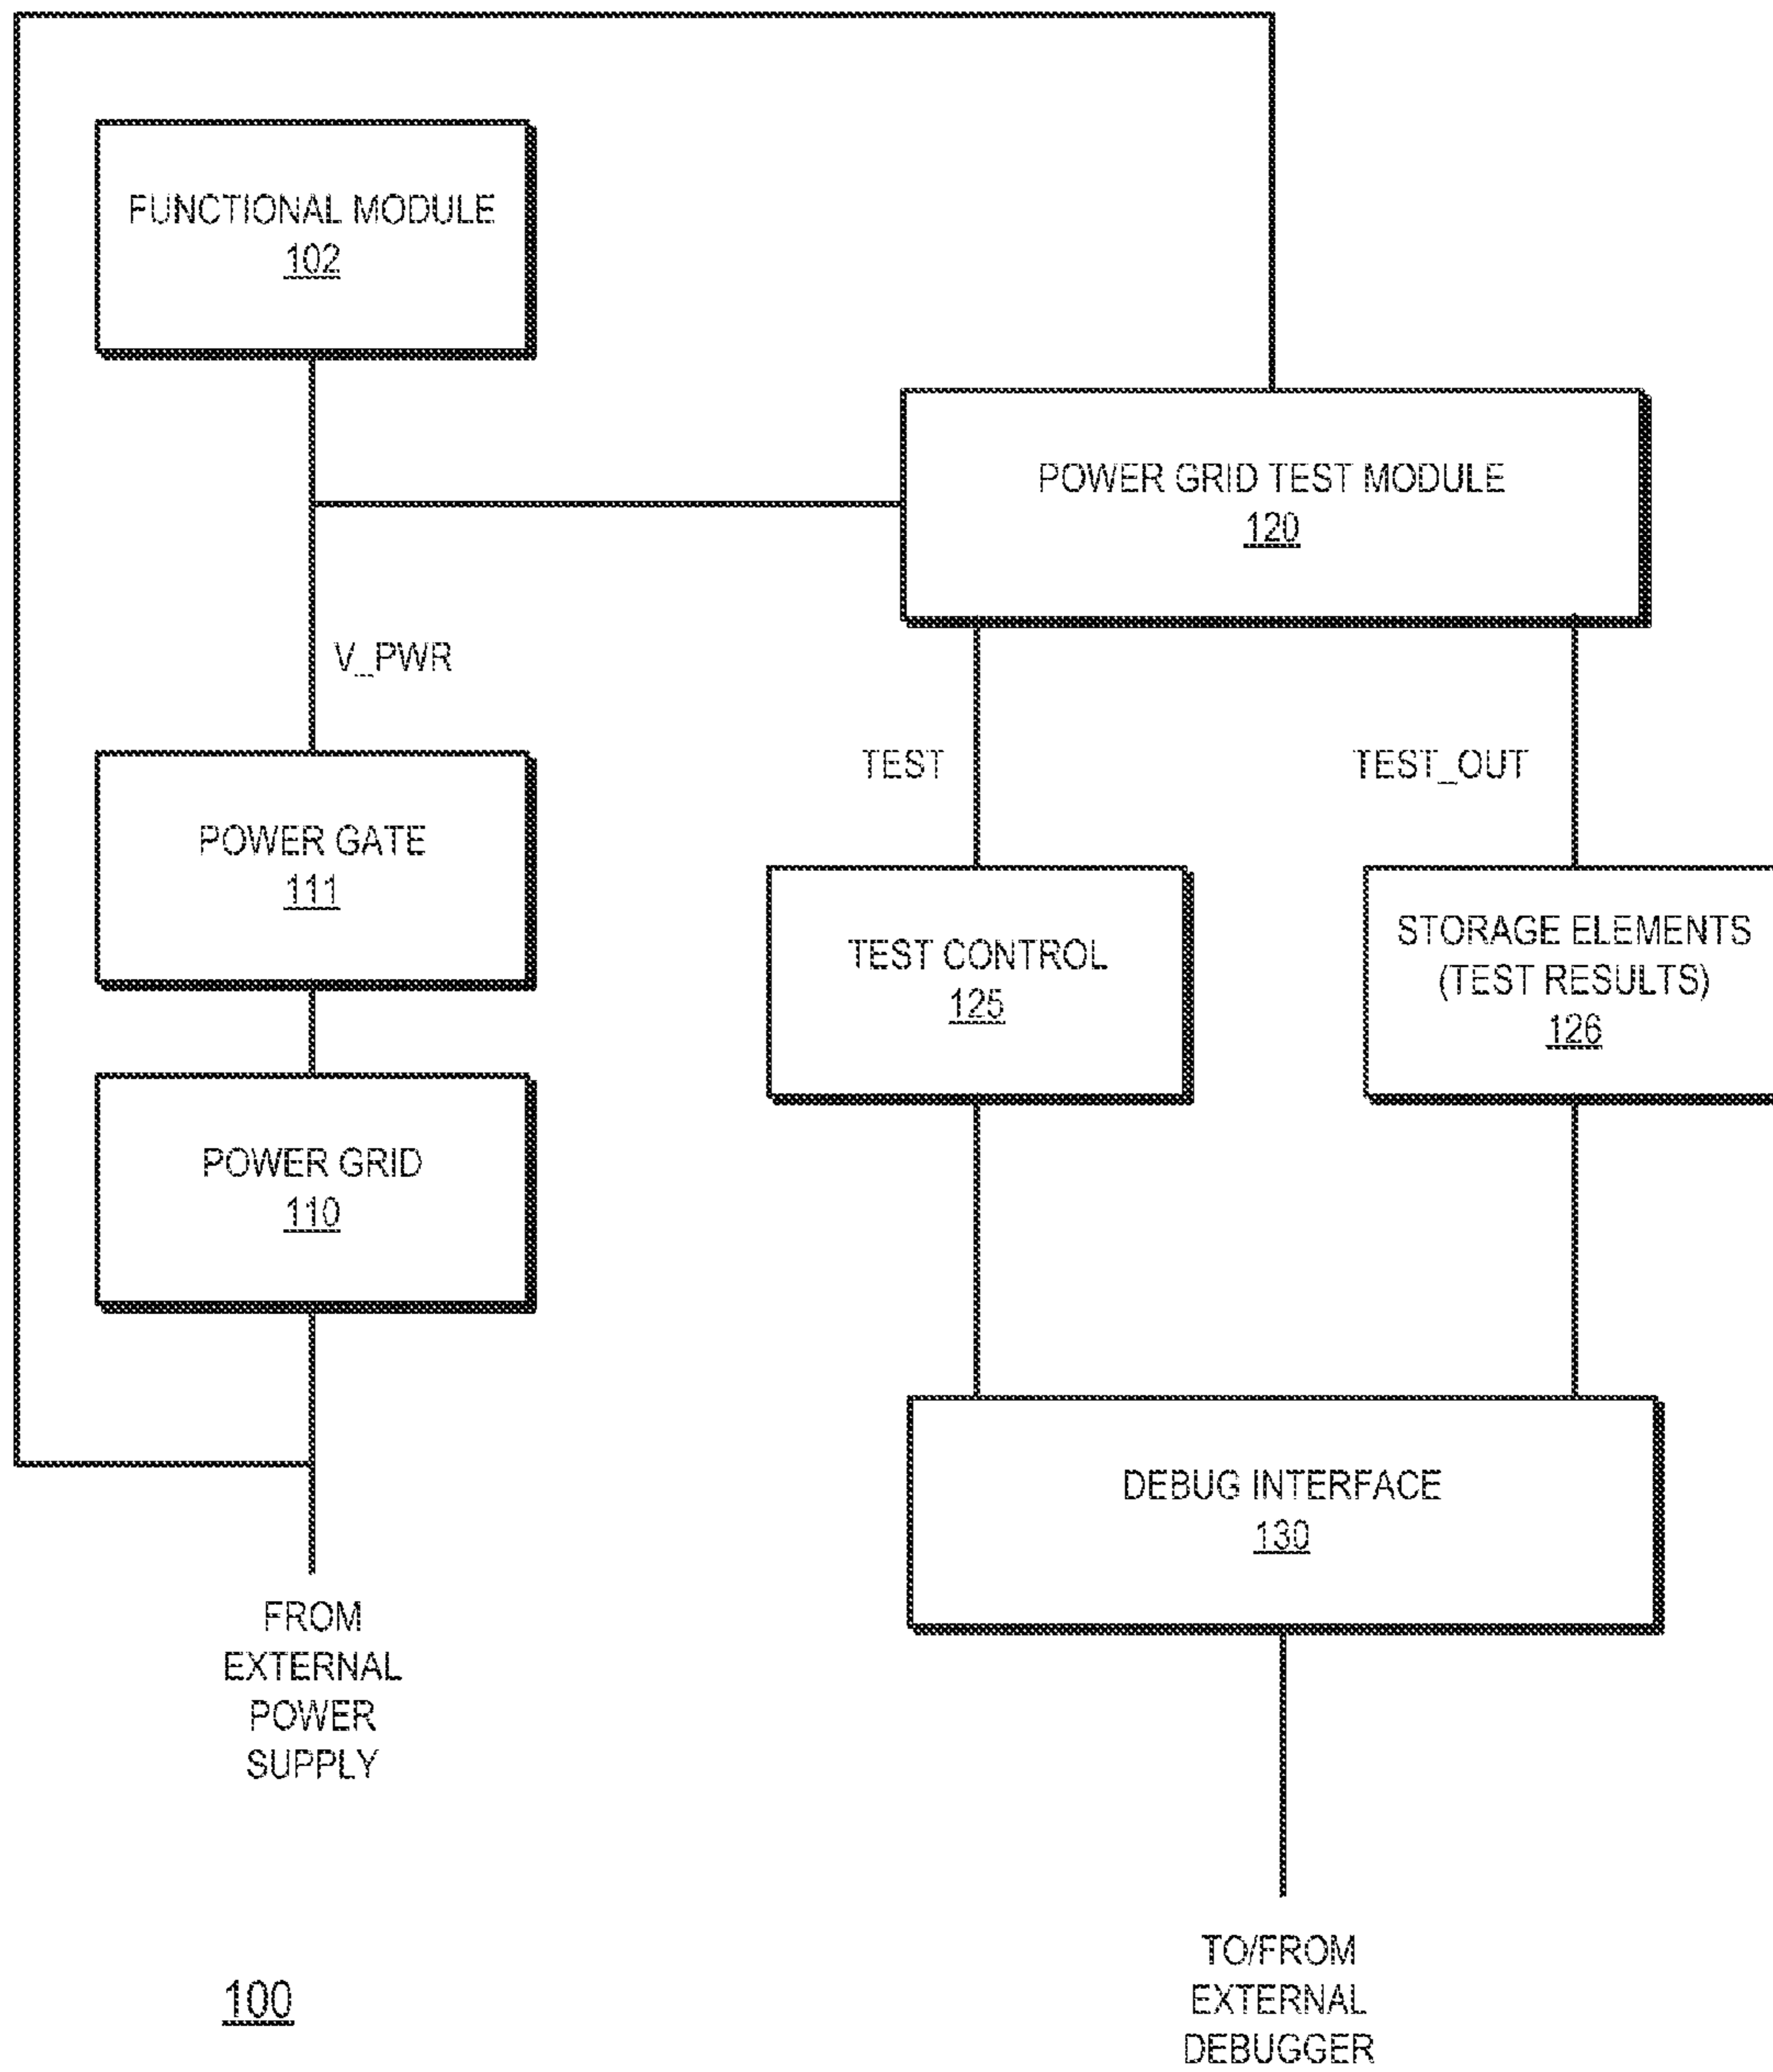 FUNCTIONAL MODULE
102
POWER GRID TEST MODULE
120
V_PWR
TEST
TEST_OUT
POWER GATE
111
TEST CONTROL
125
STORAGE ELEMENTS
(TEST RESULTS)
126
POWER GRID
110
DEBUG INTERFACE
130
FROM
EXTERNAL
POWER
SUPPLY
TO/FROM
EXTERNAL
DEBUGGER
100